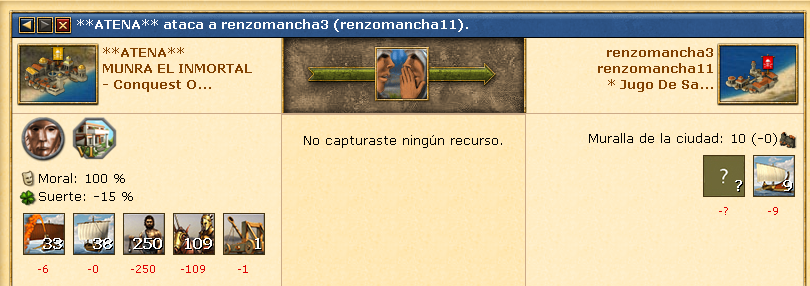 **ATENA** ataca a renzomancha3 (renzomancha11).
**ATENA**
MUNRA EL INMORTAL
- Conquest O...
renzomancha3
renzomancha11
* Jugo De Sa...
No capturaste ningún recurso.
Muralla de la ciudad: 10 (-0)
Moral: 100 %
Suerte: -15 %
? ? 9
-? -9
33 36 250 109 1
-6 -0 -250 -109 -1